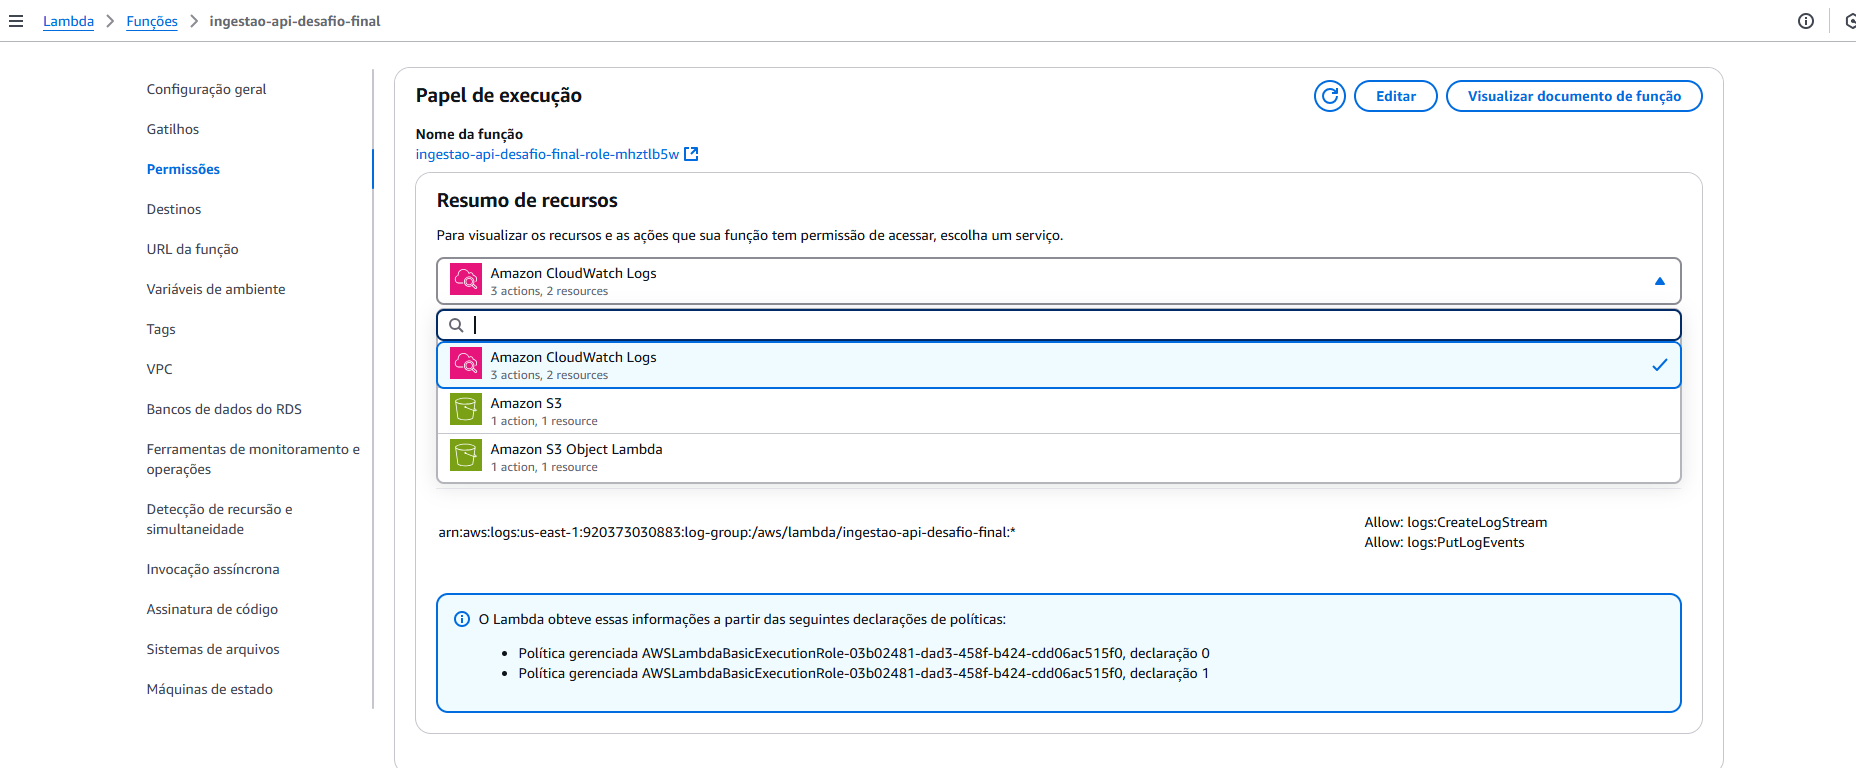 Lambda > Funções > ingestao-api-desafio-final
Configuração geral
Gatilhos
Permissões
Destinos
URL da função
Variáveis de ambiente
Tags
VPC
Bancos de dados do RDS
Ferramentas de monitoramento e
operações
Detecção de recursão e
simultaneidade
Invocação assíncrona
Assinatura de código
Sistemas de arquivos
Máquinas de estado
Papel de execução
Editar
Visualizar documento de função
Nome da função
ingestao-api-desafio-final-role-mhztlb5w
Resumo de recursos
Para visualizar os recursos e as ações que sua função tem permissão de acessar, escolha um serviço.
Amazon CloudWatch Logs
3 actions, 2 resources
Amazon CloudWatch Logs
3 actions, 2 resources
Amazon S3
1 action, 1 resource
Amazon S3 Object Lambda
1 action, 1 resource
arn:aws:logs:us-east-1:920373030883:log-group:/aws/lambda/ingestao-api-desafio-final:*
Allow: logs:CreateLogStream
Allow: logs:PutLogEvents
O Lambda obteve essas informações a partir das seguintes declarações de políticas:
• Política gerenciada AWSLambdaBasicExecutionRole-03b02481-dad3-458f-b424-cdd06ac515f0, declaração 0
• Política gerenciada AWSLambdaBasicExecutionRole-03b02481-dad3-458f-b424-cdd06ac515f0, declaração 1